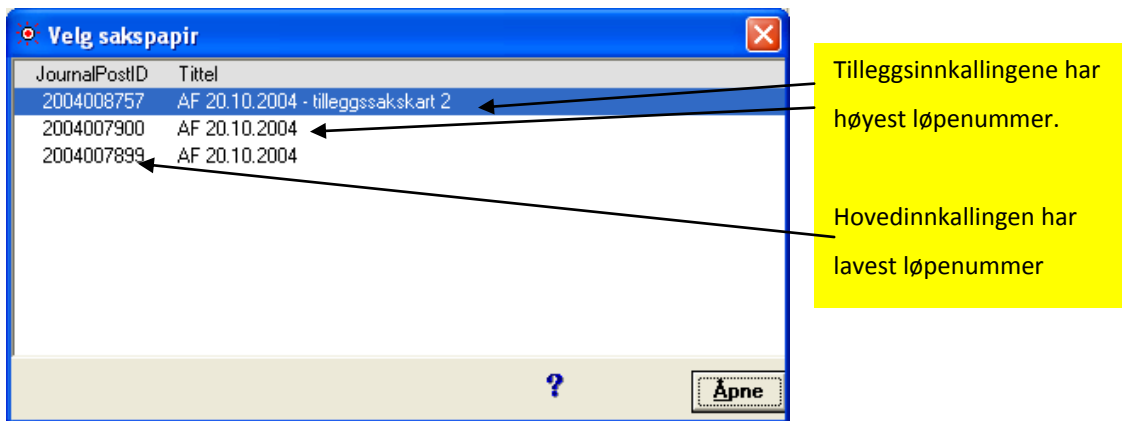 Velg sakspapir
JournalPostID Tittel
2004008757 AF 20.10.2004 - tilleggssakskart 2
2004007900 AF 20.10.2004
2004007899 AF 20.10.2004
?
Åpne
Tilleggsinnkallingene har
høyest løpenummer.
Hovedinnkallingen har
lavest løpenummer